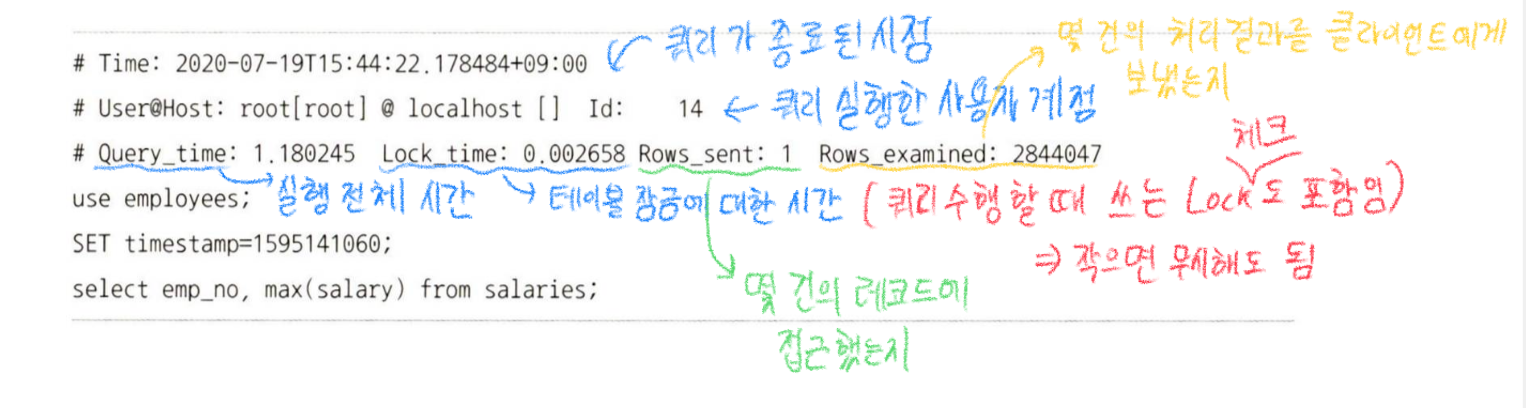 쿼리가 종료된 시점
몇 건의 처리결과를 클라이언트에게
보냈는지
# Time: 2020-07-19T15:44:22.178484+09:00
# User@Host: root[root] @ localhost []  Id:    14 ← 쿼리 실행한 사용자 계정
체크
# Query_time: 1.180245  Lock_time: 0.002658 Rows_sent: 1  Rows_examined: 2844047
실행 전체 시간
테이블 잠금에 대한 시간 (쿼리 수행할 때 쓰는 Lock도 포함임)
use employees;
⇒ 작으면 무시해도 됨
SET timestamp=1595141060;
select emp_no, max(salary) from salaries;
몇 건의 레코드에
접근했는지